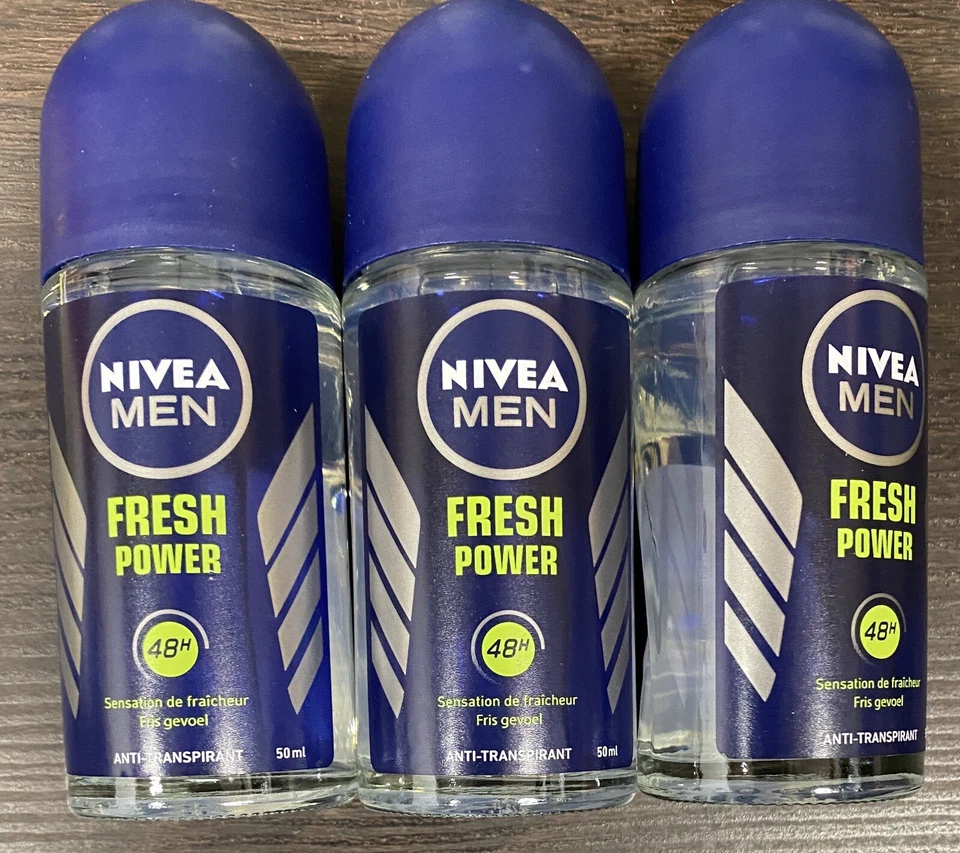 NIVEA
MEN
FRESH
POWER
48H
Sensation de fraîcheur
Fris gevoel
ANTI-TRANSPIRANT 50ml
NIVEA
MEN
FRESH
POWER
48H
Sensation de fraîcheur
Fris gevoel
ANTI-TRANSPIRANT 50ml
NIVEA
MEN
FRESH
POWER
48H
Sensation de fraîcheur
Fris gevoel
ANTI-TRANSPIRANT